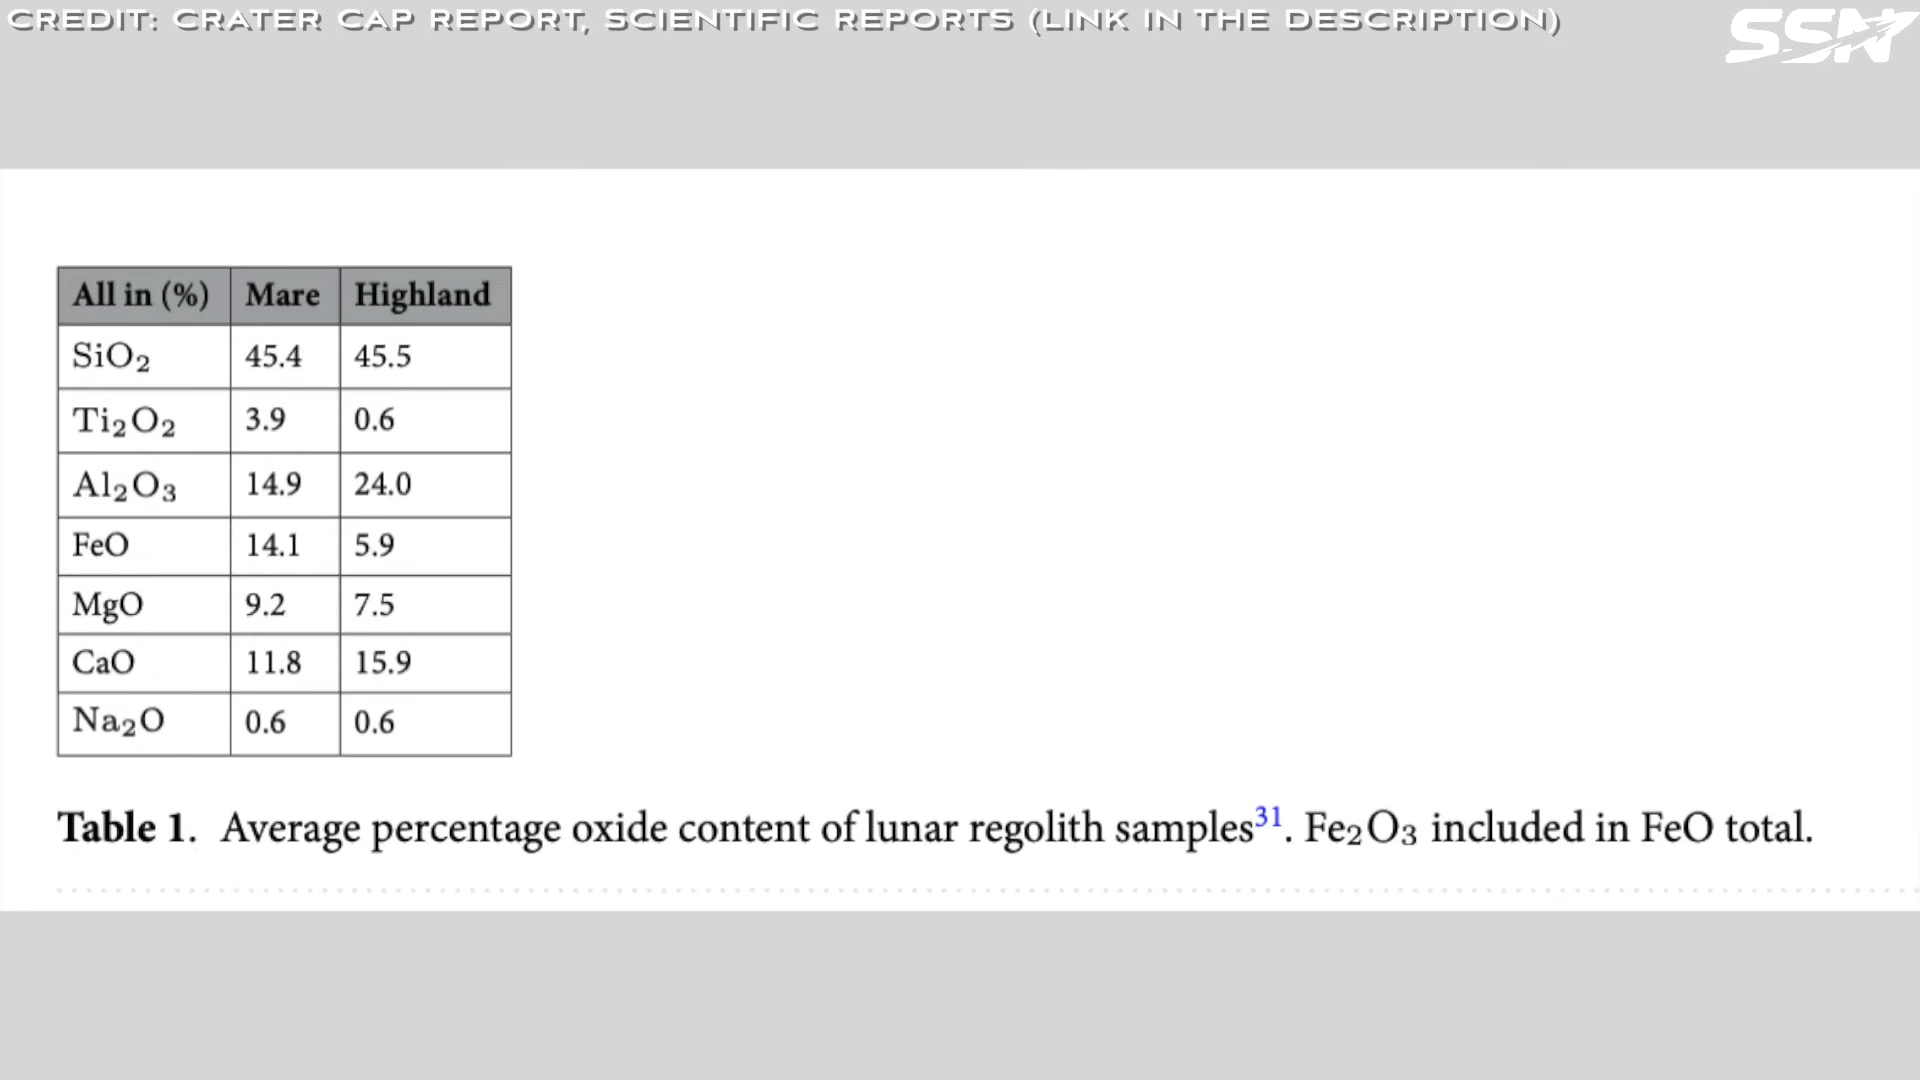 CREDIT: CRATER CAP REPORT, SCIENTIFIC REPORTS (LINK IN THE DESCRIPTION)
SSN
All in (%) Mare Highland
SiO₂ 45.4 45.5
Ti₂O₂ 3.9 0.6
Al₂O₃ 14.9 24.0
FeO 14.1 5.9
MgO 9.2 7.5
CaO 11.8 15.9
Na₂O 0.6 0.6
Table 1. Average percentage oxide content of lunar regolith samples³¹. Fe₂O₃ included in FeO total.